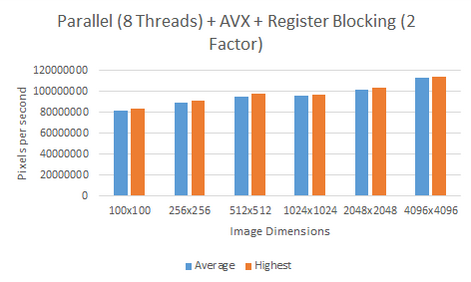 Parallel (8 Threads) + AVX + Register Blocking (2
Factor)
120000000
100000000
80000000
60000000
40000000
20000000
0
Pixels per second
100x100 256x256 512x512 1024x1024 2048x2048 4096x4096
Image Dimensions
Average Highest